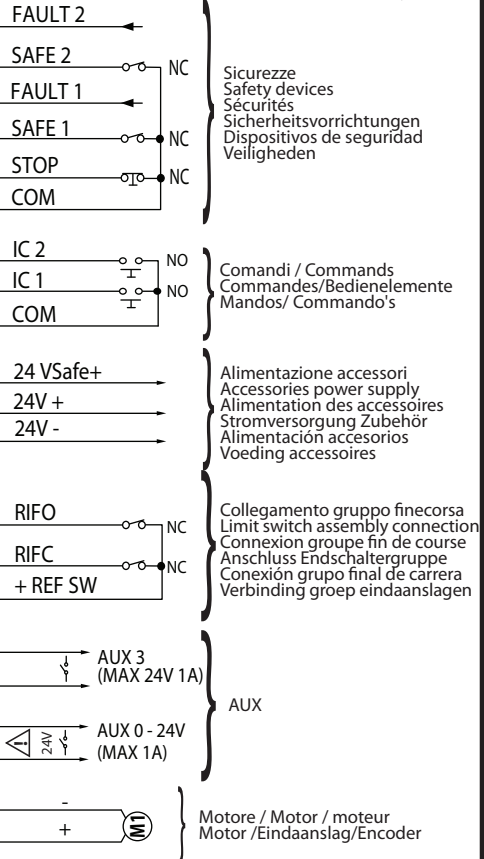 FAULT 2
SAFE 2
NC
FAULT 1
SAFE 1
NC
STOP
NC
COM
Sicurezze
Safety devices
Sécurités
Sicherheitsvorrichtungen
Dispositivos de seguridad
Veiligheden
IC 2
NO
IC 1
NO
COM
Comandi / Commands
Commandes/Bedienelemente
Mandos/ Commando's
24 VSafe+
24V +
24V -
Alimentazione accessori
Accessories power supply
Alimentation des accessoires
Stromversorgung Zubehör
Alimentación accesorios
Voeding accessoires
RIFO
NC
RIFC
NC
+ REF SW
Collegamento gruppo finecorsa
Limit switch assembly connection
Connexion groupe fin de course
Anschluss Endschaltergruppe
Conexión grupo final de carrera
Verbinding groep eindaanslagen
AUX 3
(MAX 24V 1A)
24V
AUX 0 - 24V
(MAX 1A)
AUX
-
+
M1
Motore / Motor / moteur
Motor /Eindaanslag/Encoder